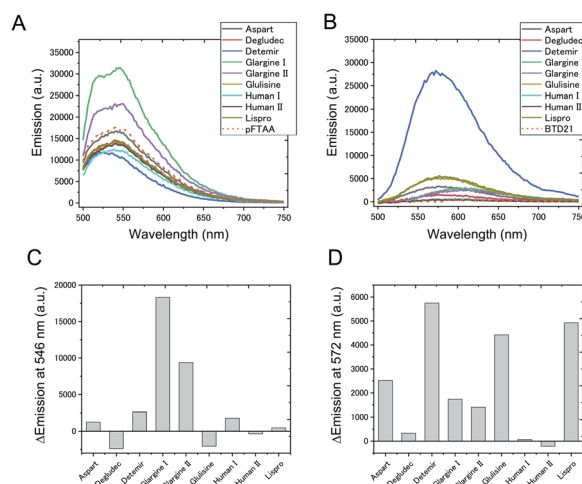 A
Emission (a.u.)
35000
30000
25000
20000
15000
10000
5000
0
500
550
600
650
700
750
Wavelength (nm)
Aspart
Degludec
Detemir
Glargine I
Glargine II
Glulisine
Human I
Human II
Lispro
pFTAA
B
Emission (a.u.)
35000
30000
25000
20000
15000
10000
5000
0
500
550
600
650
700
750
Wavelength (nm)
Aspart
Degludec
Detemir
Glargine
Glargine
Glulisine
Human I
Human II
Lispro
BTD21
C
ΔEmission at 546 nm (a.u.)
20000
15000
10000
5000
0
Aspart
Degludec
Detemir
Glargine I
Glargine II
Glulisine
Human I
Human II
Lispro
D
ΔEmission at 572 nm (a.u.)
6000
5000
4000
3000
2000
1000
0
Aspart
Degludec
Detemir
Glargine I
Glargine II
Glulisine
Human I
Human II
Lispro